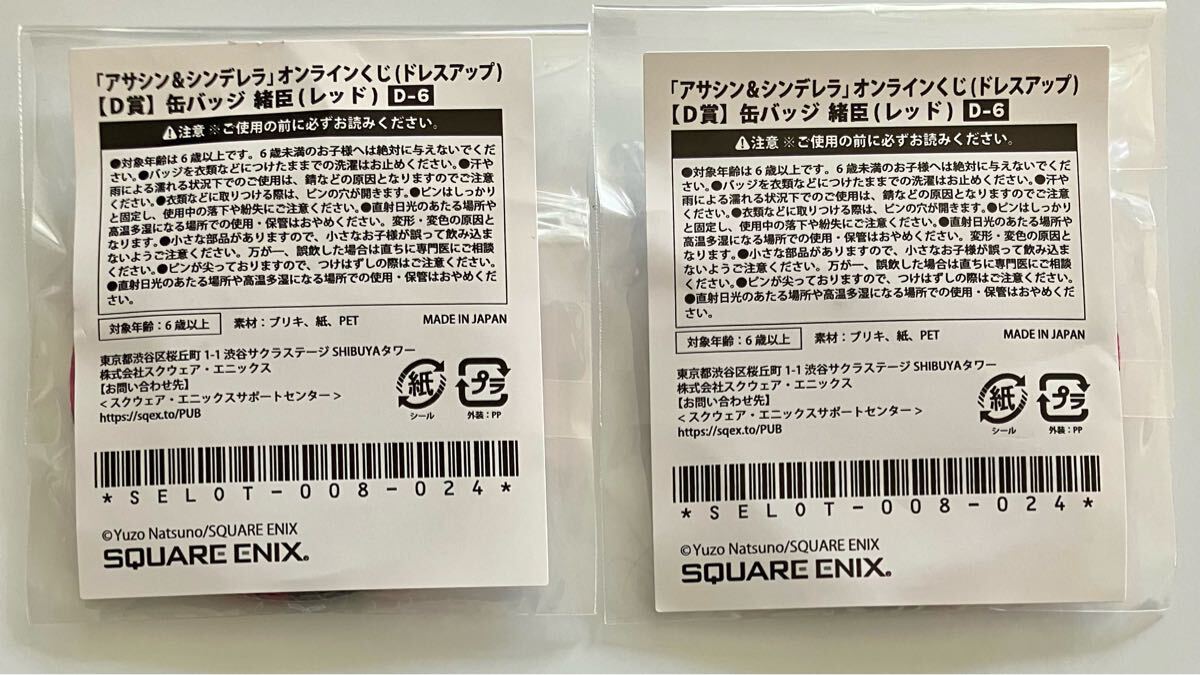 「アサシン＆シンデレラ」オンラインくじ(ドレスアップ)
【D賞】缶バッジ 緒臣(レッド) D-6
⚠注意 ※ご使用の前に必ずお読みください。
●対象年齢は6歳以上です。6歳未満のお子様へは絶対に与えないでく
ださい。●バッジを衣類などにつけたままでの洗濯はお止めください。●汗や
雨による濡れる状況下でのご使用は、錆などの原因となりますのでご注意
ください。●衣類などに取りつける際は、ピンの穴が開きます。●ピンはしっかり
と固定し、使用中の落下や紛失にご注意ください。●直射日光のあたる場所や
高温多湿になる場所での使用・保管はおやめください。変形・変色の原因と
なります。●小さな部品がありますので、小さなお子様が誤って飲み込ま
ないようご注意ください。万が一、誤飲した場合は直ちに専門医にご相談
ください。●ピンが尖っておりますので、つけはずしの際はご注意ください。
●直射日光のあたる場所や高温多湿になる場所での使用・保管はおやめくだ
さい。
対象年齢：6歳以上 素材：ブリキ、紙、PET MADE IN JAPAN
東京都渋谷区桜丘町 1-1 渋谷サクラステージ SHIBUYAタワー
株式会社スクウェア・エニックス
【お問い合わせ先】
＜スクウェア・エニックスサポートセンター＞
https://sqex.to/PUB
紙 プラ
シール 外装：PP
*SEL0T-008-024*
©Yuzo Natsuno/SQUARE ENIX
SQUARE ENIX®
「アサシン＆シンデレラ」オンラインくじ(ドレスアップ)
【D賞】缶バッジ 緒臣(レッド) D-6
⚠注意 ※ご使用の前に必ずお読みください。
●対象年齢は6歳以上です。6歳未満のお子様へは絶対に与えないでく
ださい。●バッジを衣類などにつけたままでの洗濯はお止めください。●汗や
雨による濡れる状況下でのご使用は、錆などの原因となりますのでご注意
ください。●衣類などに取りつける際は、ピンの穴が開きます。●ピンはしっかり
と固定し、使用中の落下や紛失にご注意ください。●直射日光のあたる場所や
高温多湿になる場所での使用・保管はおやめください。変形・変色の原因と
なります。●小さな部品がありますので、小さなお子様が誤って飲み込ま
ないようご注意ください。万が一、誤飲した場合は直ちに専門医にご相談
ください。●ピンが尖っておりますので、つけはずしの際はご注意ください。
●直射日光のあたる場所や高温多湿になる場所での使用・保管はおやめくだ
さい。
対象年齢：6歳以上 素材：ブリキ、紙、PET MADE IN JAPAN
東京都渋谷区桜丘町 1-1 渋谷サクラステージ SHIBUYAタワー
株式会社スクウェア・エニックス
【お問い合わせ先】
＜スクウェア・エニックスサポートセンター＞
https://sqex.to/PUB
紙 プラ
シール 外装：PP
*SEL0T-008-024*
©Yuzo Natsuno/SQUARE ENIX
SQUARE ENIX®